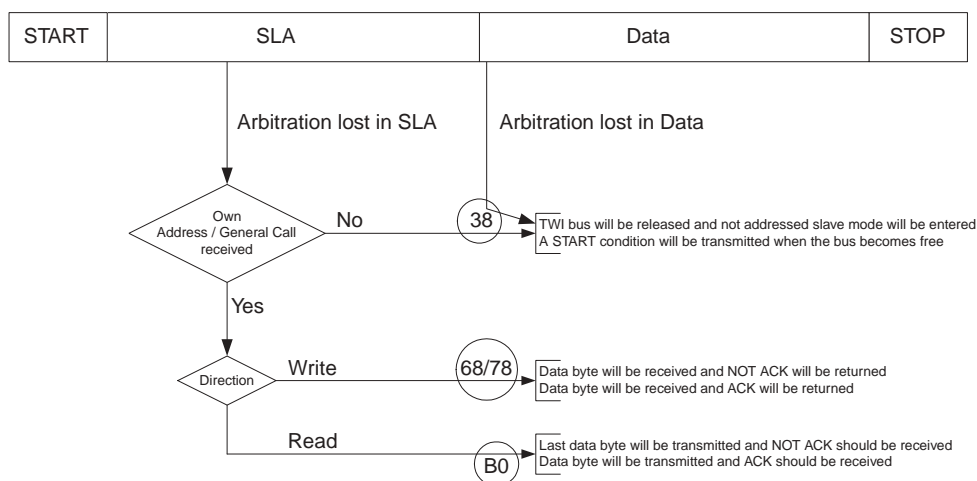 START SLA Data STOP
Arbitration lost in SLA Arbitration lost in Data
Own
Address / General Call
received
No
38
TWI bus will be released and not addressed slave mode will be entered
A START condition will be transmitted when the bus becomes free
Yes
Direction
Write
68/78
Data byte will be received and NOT ACK will be returned
Data byte will be received and ACK will be returned
Read
B0
Last data byte will be transmitted and NOT ACK should be received
Data byte will be transmitted and ACK should be received